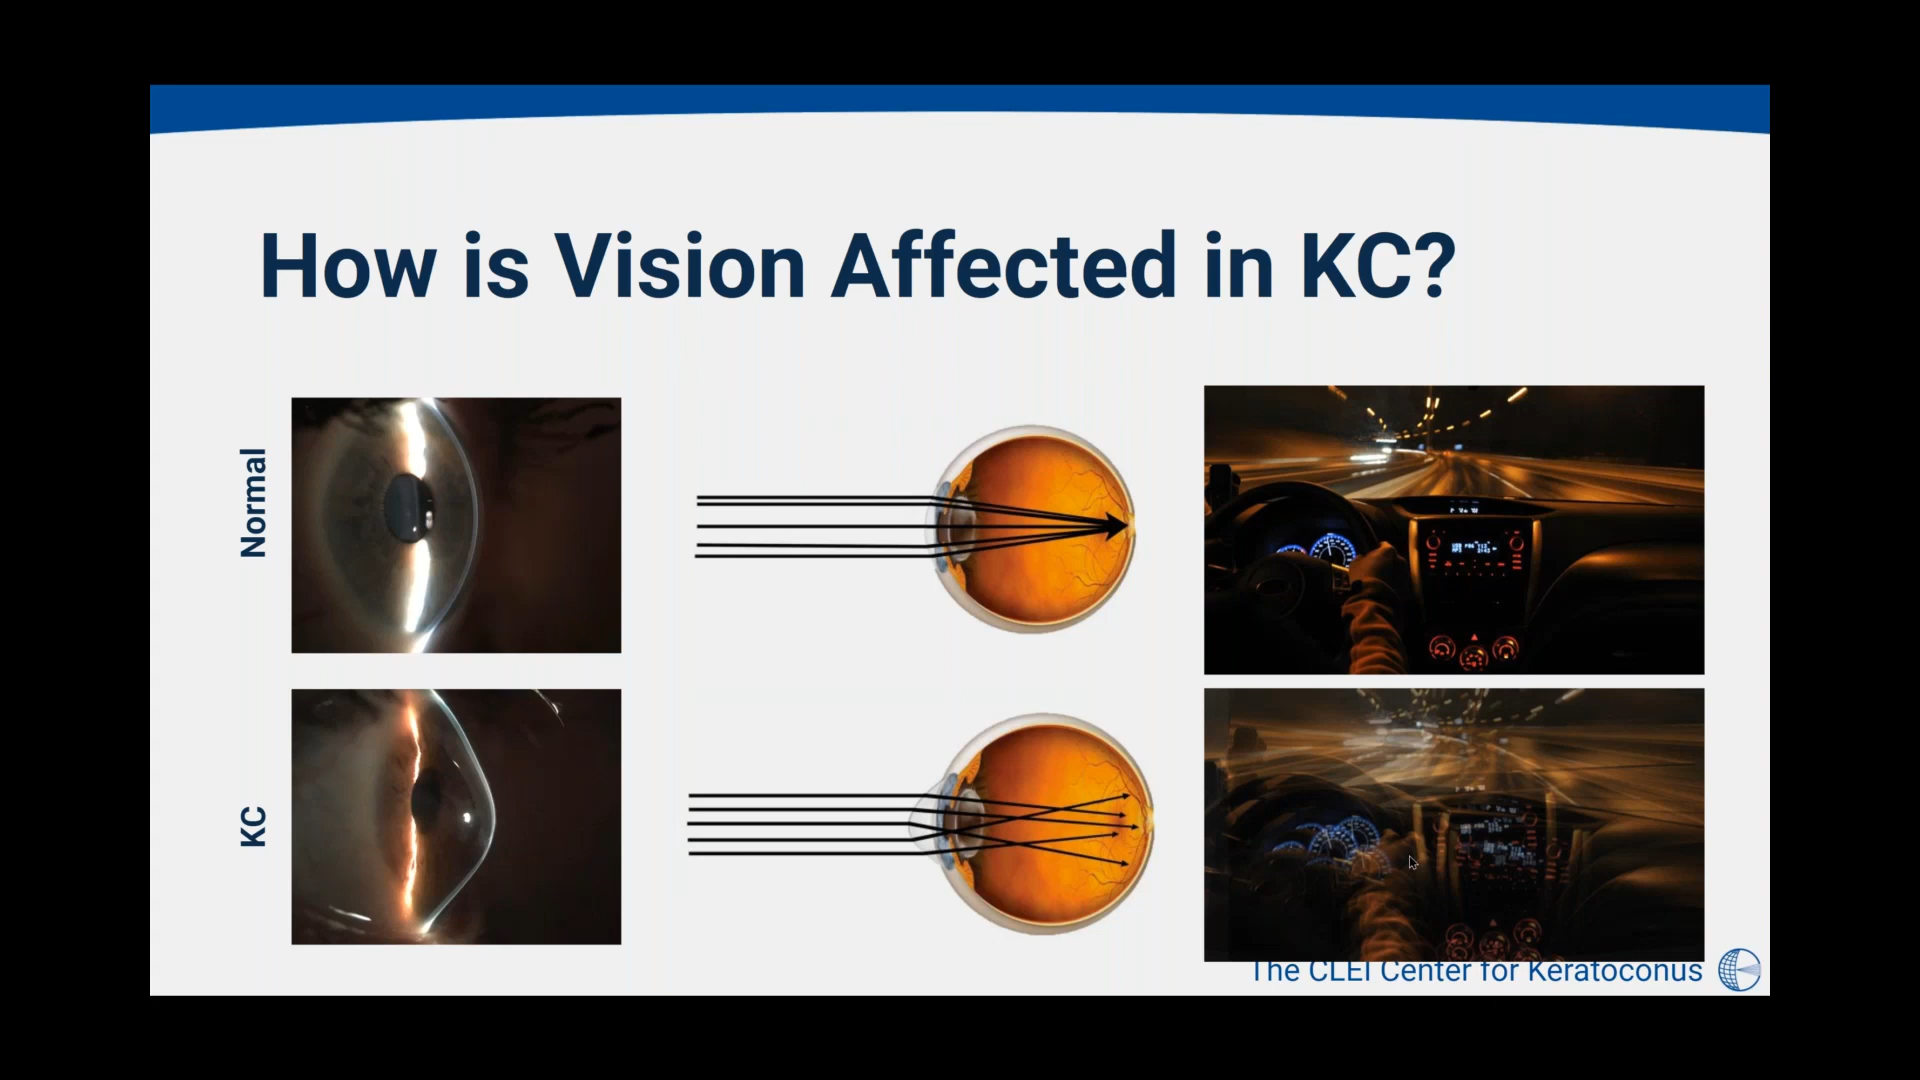 How is Vision Affected in KC?
Normal
KC
The CLEI Center for Keratoconus